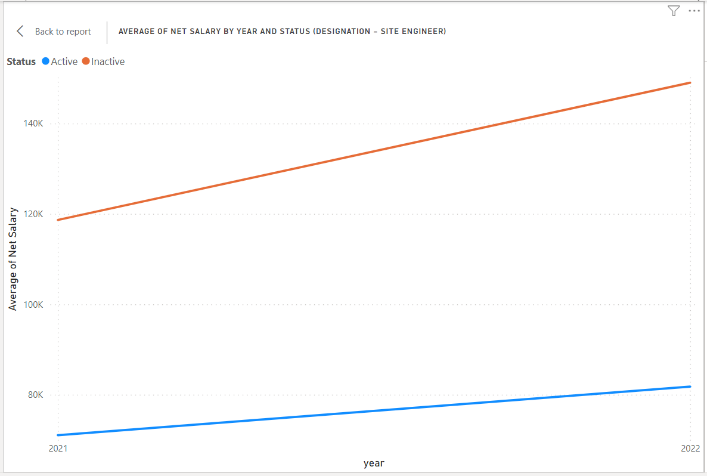 Back to report
AVERAGE OF NET SALARY BY YEAR AND STATUS (DESIGNATION – SITE ENGINEER)
Status Active Inactive
140K
120K
100K
80K
Average of Net Salary
2021 2022
year